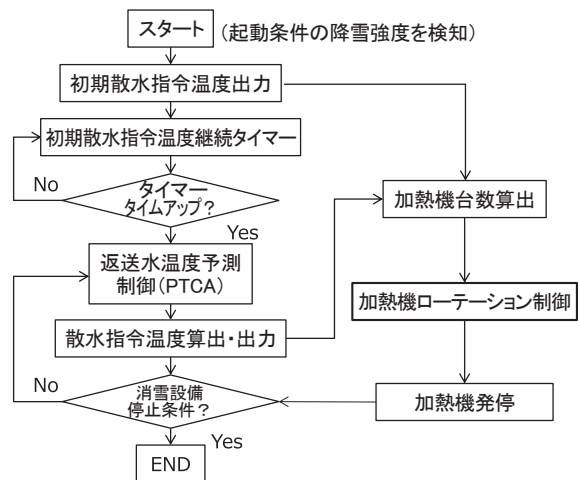 スタート (起動条件の降雪強度を検知)
初期散水指令温度出力
初期散水指令温度継続タイマー
No
タイマー
タイムアップ?
Yes
返送水温度予測
制御(PTCA)
散水指令温度算出・出力
No
消雪設備
停止条件?
Yes
END
加熱機台数算出
加熱機ローテーション制御
加熱機発停